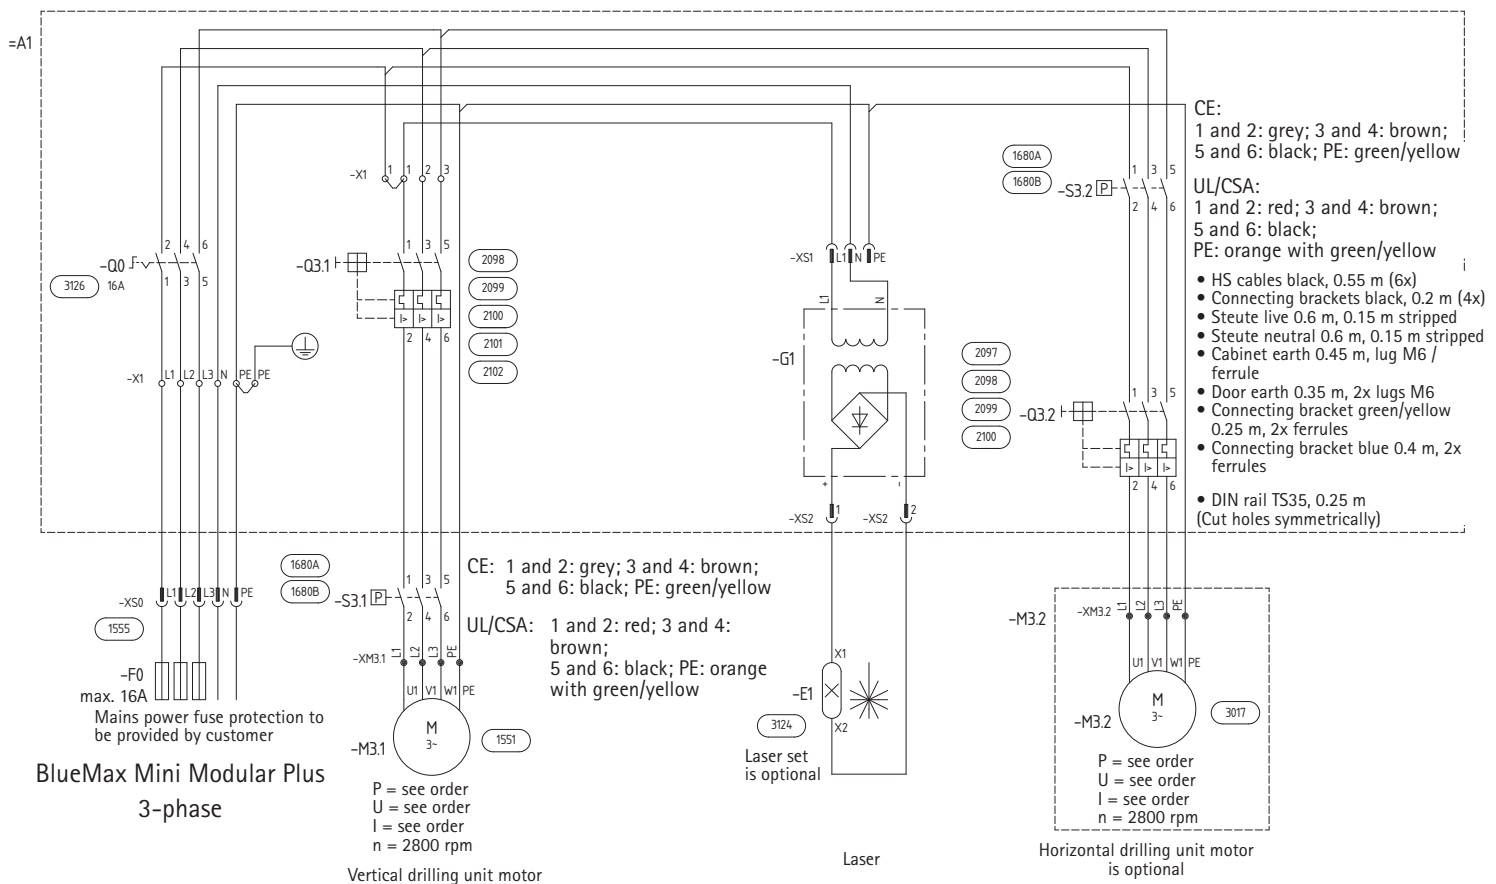 =A1
CE:
1 and 2: grey; 3 and 4: brown;
5 and 6: black; PE: green/yellow
UL/CSA:
1 and 2: red; 3 and 4: brown;
5 and 6: black;
PE: orange with green/yellow
• HS cables black, 0.55 m (6x)
• Connecting brackets black, 0.2 m (4x)
• Steute live 0.6 m, 0.15 m stripped
• Steute neutral 0.6 m, 0.15 m stripped
• Cabinet earth 0.45 m, lug M6 /
ferrule
• Door earth 0.35 m, 2x lugs M6
• Connecting bracket green/yellow
0.25 m, 2x ferrules
• Connecting bracket blue 0.4 m, 2x
ferrules
• DIN rail TS35, 0.25 m
(Cut holes symmetrically)
-X1 1 1 2 3
1680A
1680B
-S3.2 P 1 3 5
2 4 6
2 4 6
-Q0
16A
1 3 5
3126
-Q3.1 1 3 5
I> I> I>
2 4 6
2098
2099
2100
2101
2102
-XS1 L1 N PE
L1 N
-G1
+ -
-XS2 1
-XS2 2
2097
2098
2099
2100
-Q3.2 1 3 5
I> I> I>
2 4 6
-X1 L1 L2 L3 N PE PE
-XS0 L1 L2 L3 N PE
1555
-F0
max. 16A
Mains power fuse protection to
be provided by customer
BlueMax Mini Modular Plus
3-phase
1680A
1680B
-S3.1 P 1 3 5
2 4 6
CE: 1 and 2: grey; 3 and 4: brown;
5 and 6: black; PE: green/yellow
UL/CSA: 1 and 2: red; 3 and 4:
brown;
5 and 6: black; PE: orange
with green/yellow
-XM3.1 L1 L2 L3 PE
U1 V1 W1 PE
M
3~
-M3.1
1551
P = see order
U = see order
I = see order
n = 2800 rpm
Vertical drilling unit motor
X1
-E1
X2
3124
Laser set
is optional
Laser
-M3.2
-XM3.2 L1 L2 L3 PE
U1 V1 W1 PE
M
3~
-M3.2
3017
P = see order
U = see order
I = see order
n = 2800 rpm
Horizontal drilling unit motor
is optional